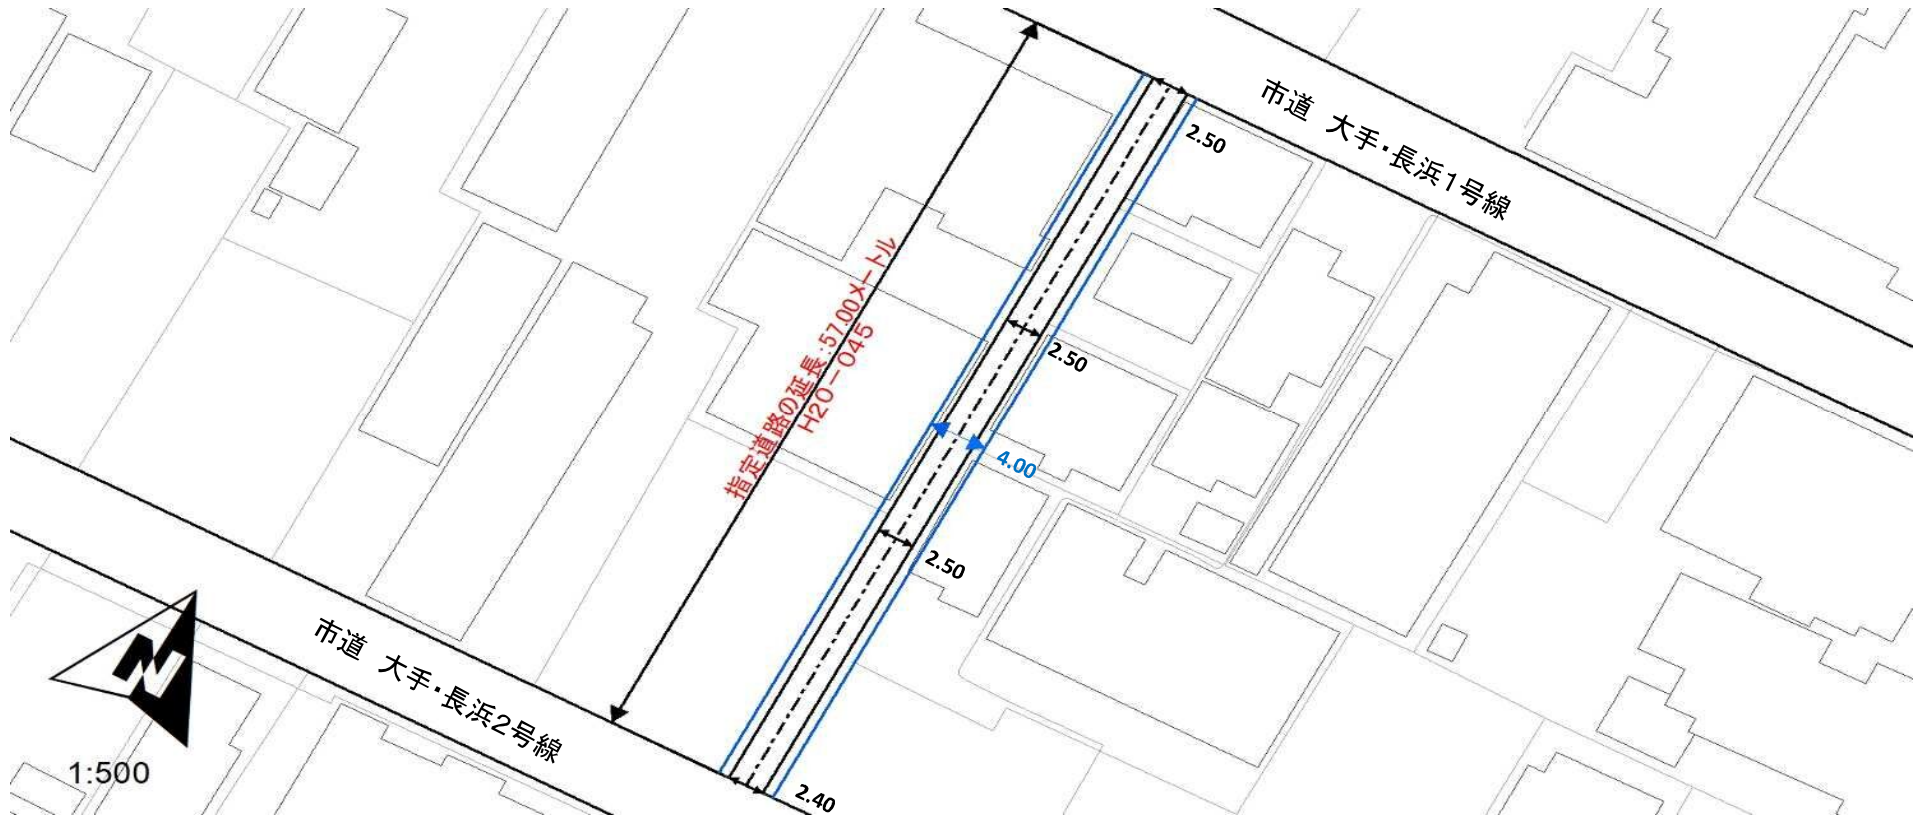 市道 大手・長浜1号線
2.50
指定道路の延長:57.00メートル
H20-045
2.50
4.00
2.50
市道 大手・長浜2号線
N
1:500
2.40